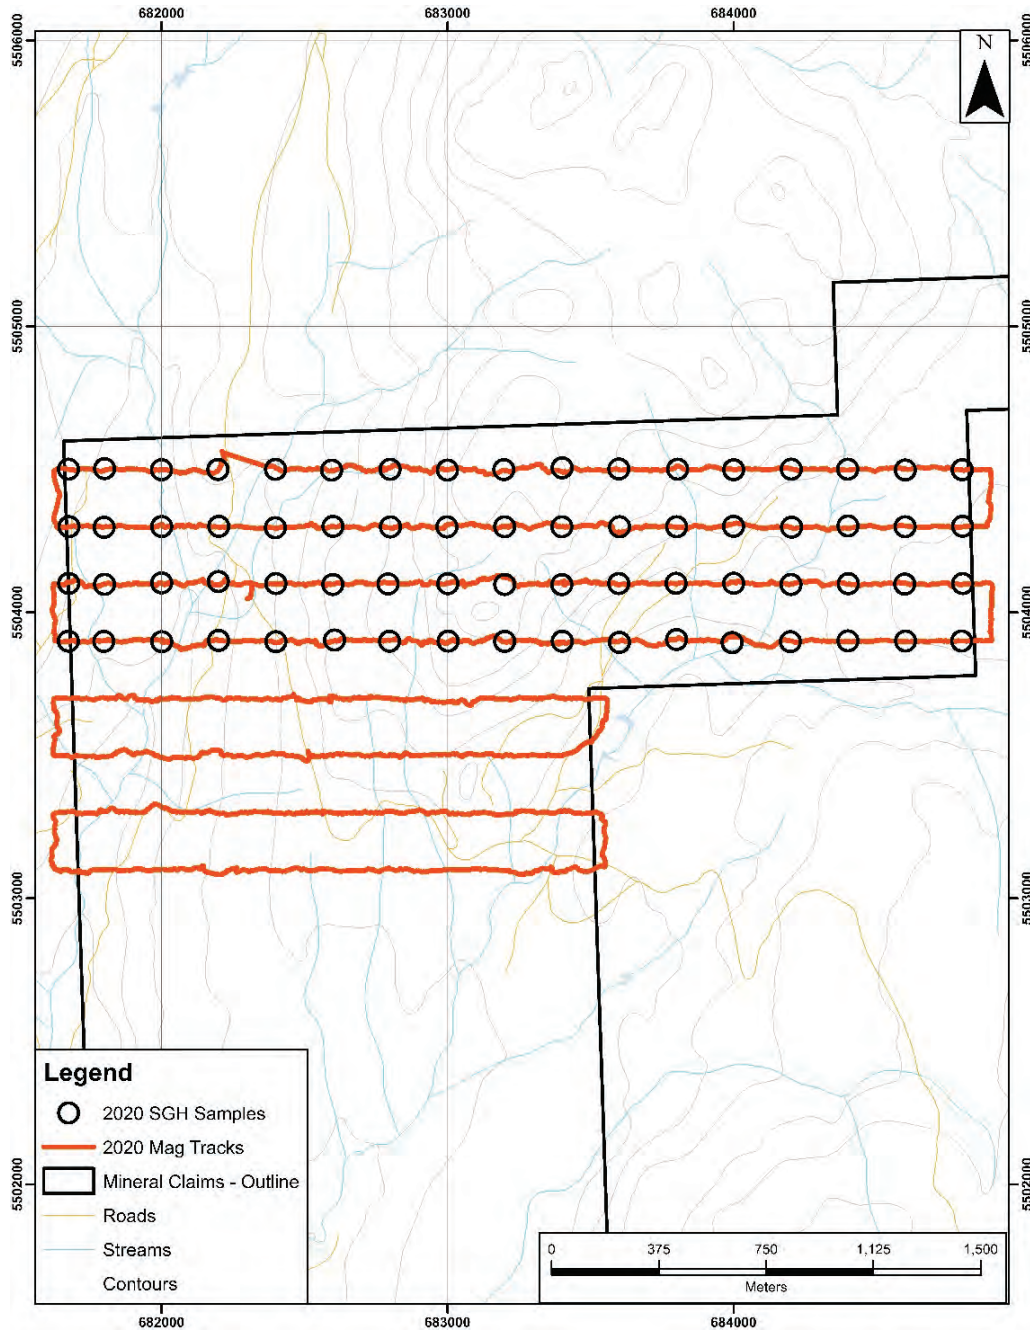 682000 683000 684000
5506000 5506000
N
5505000 5505000
5504000 5504000
5503000 5503000
5502000 5502000
Legend
2020 SGH Samples
2020 Mag Tracks
Mineral Claims - Outline
Roads
Streams
Contours
0 375 750 1,125 1,500
Meters
682000 683000 684000